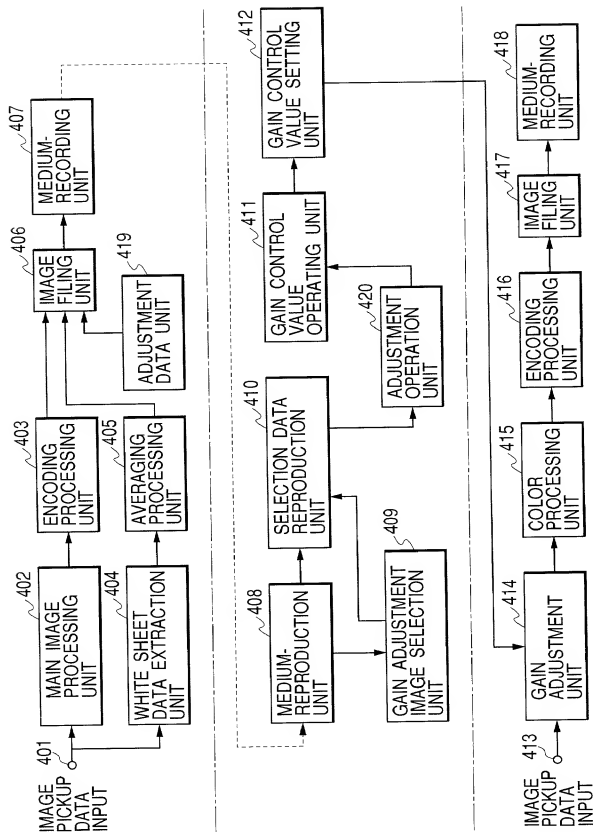 IMAGE
PICKUP
DATA
INPUT
401
402
MAIN IMAGE
PROCESSING
UNIT
403
ENCODING
PROCESSING
UNIT
404
WHITE SHEET
DATA EXTRACTION
UNIT
405
AVERAGING
PROCESSING
UNIT
406
IMAGE
FILING
UNIT
407
MEDIUM-
RECORDING
UNIT
419
ADJUSTMENT
DATA UNIT
408
MEDIUM-
REPRODUCTION
UNIT
409
GAIN ADJUSTMENT
IMAGE SELECTION
UNIT
410
SELECTION DATA
REPRODUCTION
UNIT
420
ADJUSTMENT
OPERATION
UNIT
411
GAIN CONTROL
VALUE
OPERATING UNIT
412
GAIN CONTROL
VALUE SETTING
UNIT
IMAGE
PICKUP
DATA
INPUT
413
414
GAIN
ADJUSTMENT
UNIT
415
COLOR
PROCESSING
UNIT
416
ENCODING
PROCESSING
UNIT
417
IMAGE
FILING
UNIT
418
MEDIUM-
RECORDING
UNIT